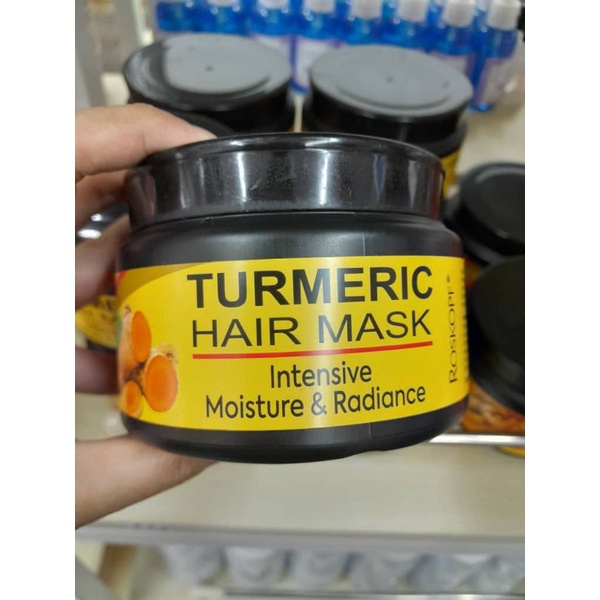 TURMERIC
HAIR MASK
Intensive
Moisture & Radiance
ROSKOPF®